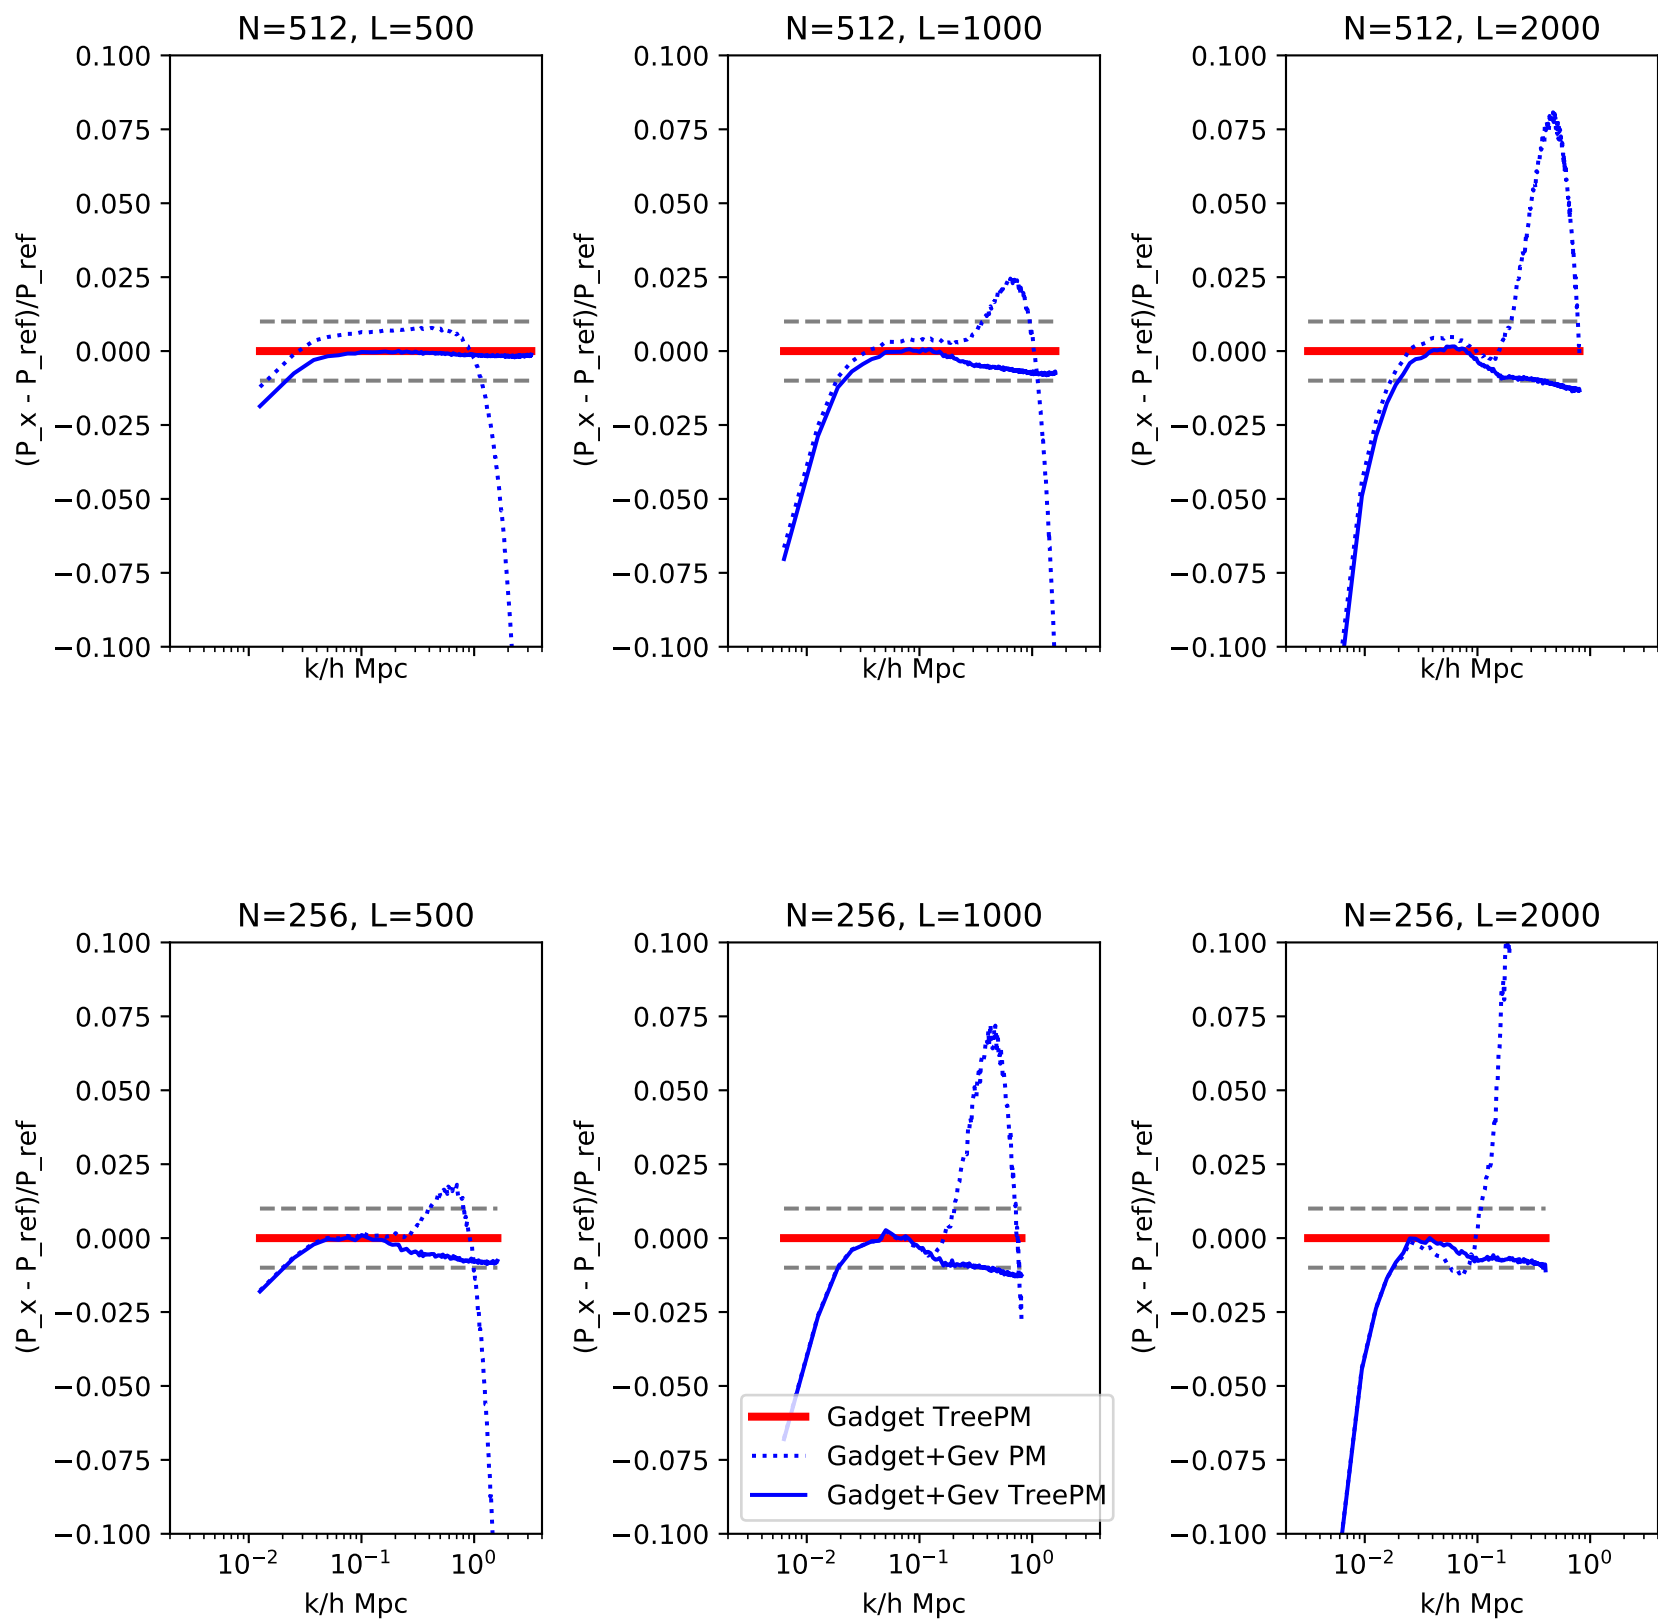 N=512, L=500
N=512, L=1000
N=512, L=2000
0.100
0.075
0.050
0.025
0.000
−0.025
−0.050
−0.075
−0.100
(P_x - P_ref)/P_ref
k/h Mpc
0.100
0.075
0.050
0.025
0.000
−0.025
−0.050
−0.075
−0.100
(P_x - P_ref)/P_ref
k/h Mpc
0.100
0.075
0.050
0.025
0.000
−0.025
−0.050
−0.075
−0.100
(P_x - P_ref)/P_ref
k/h Mpc
N=256, L=500
N=256, L=1000
N=256, L=2000
0.100
0.075
0.050
0.025
0.000
−0.025
−0.050
−0.075
−0.100
(P_x - P_ref)/P_ref
10⁻² 10⁻¹ 10⁰
k/h Mpc
0.100
0.075
0.050
0.025
0.000
−0.025
−0.050
−0.075
−0.100
(P_x - P_ref)/P_ref
Gadget TreePM
Gadget+Gev PM
Gadget+Gev TreePM
10⁻² 10⁻¹ 10⁰
k/h Mpc
0.100
0.075
0.050
0.025
0.000
−0.025
−0.050
−0.075
−0.100
(P_x - P_ref)/P_ref
10⁻² 10⁻¹ 10⁰
k/h Mpc